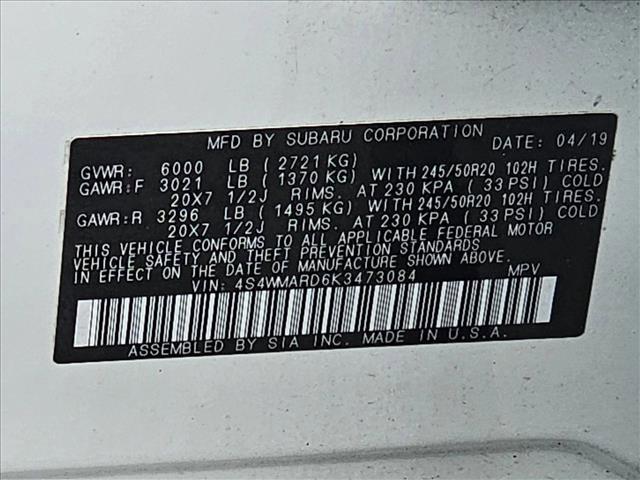 MFD BY SUBARU CORPORATION DATE: 04/19
GVWR: 6000 LB (2721 KG)
GAWR:F 3021 LB (1370 KG) WITH 245/50R20 102H TIRES.
20X7 1/2J RIMS. AT 230 KPA (33 PSI) COLD
GAWR:R 3296 LB (1495 KG) WITH 245/50R20 102H TIRES.
20X7 1/2J RIMS. AT 230 KPA (33 PSI) COLD
THIS VEHICLE CONFORMS TO ALL APPLICABLE FEDERAL MOTOR
VEHICLE SAFETY AND THEFT PREVENTION STANDARDS
IN EFFECT ON THE DATE OF MANUFACTURE SHOWN ABOVE.
VIN: 4S4WMARD6K3473084 MPV
ASSEMBLED BY SIA INC. MADE IN U.S.A.